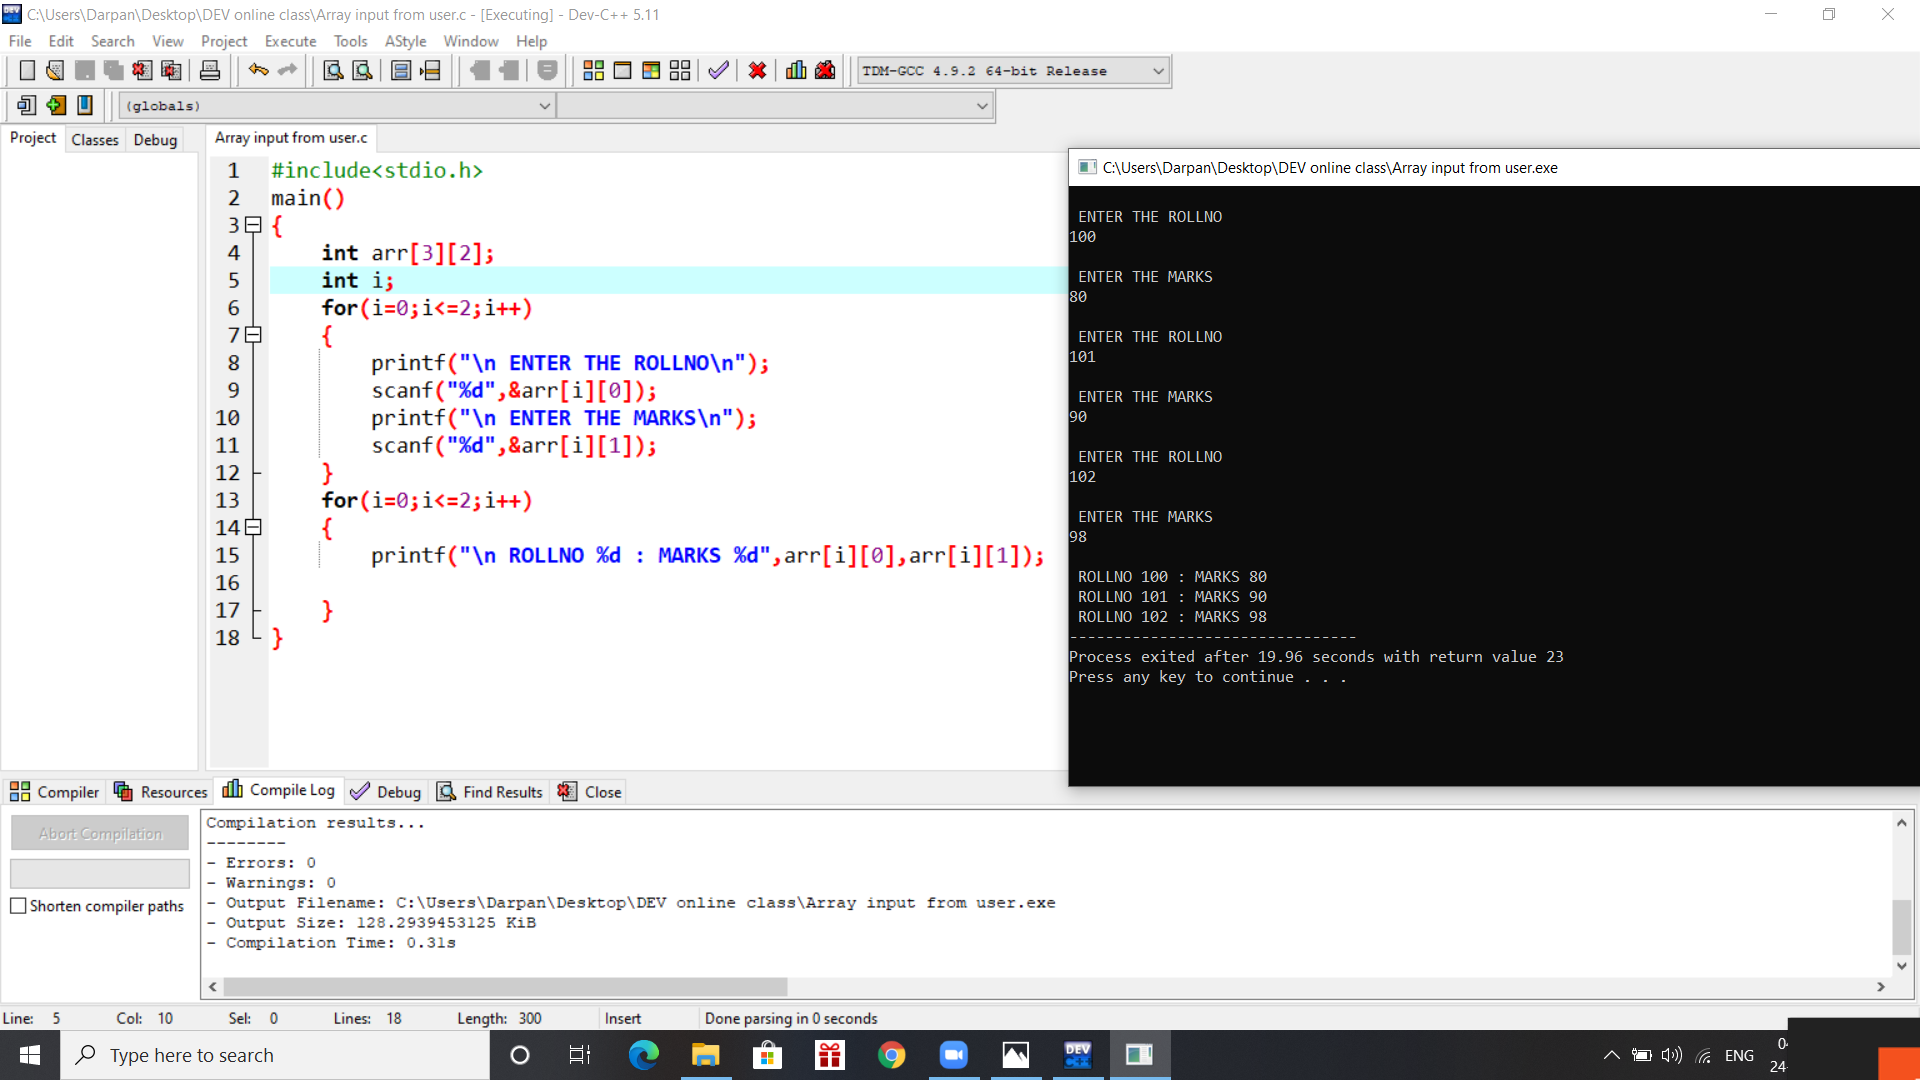 C:\Users\Darpan\Desktop\DEV online class\Array input from user.c - [Executing] - Dev-C++ 5.11
File Edit Search View Project Execute Tools AStyle Window Help
TDM-GCC 4.9.2 64-bit Release
(globals)
Project Classes Debug
Array input from user.c
1 #include<stdio.h>
2 main()
3 {
4 int arr[3][2];
5 int i;
6 for(i=0;i<=2;i++)
7 {
8 printf("\n ENTER THE ROLLNO\n");
9 scanf("%d",&arr[i][0]);
10 printf("\n ENTER THE MARKS\n");
11 scanf("%d",&arr[i][1]);
12 }
13 for(i=0;i<=2;i++)
14 {
15 printf("\n ROLLNO %d : MARKS %d",arr[i][0],arr[i][1]);
16
17 }
18 }
C:\Users\Darpan\Desktop\DEV online class\Array input from user.exe
ENTER THE ROLLNO
100
ENTER THE MARKS
80
ENTER THE ROLLNO
101
ENTER THE MARKS
90
ENTER THE ROLLNO
102
ENTER THE MARKS
98
ROLLNO 100 : MARKS 80
ROLLNO 101 : MARKS 90
ROLLNO 102 : MARKS 98
--------------------------------
Process exited after 19.96 seconds with return value 23
Press any key to continue . . .
Compiler Resources Compile Log Debug Find Results Close
Abort Compilation
Shorten compiler paths
Compilation results...
--------
- Errors: 0
- Warnings: 0
- Output Filename: C:\Users\Darpan\Desktop\DEV online class\Array input from user.exe
- Output Size: 128.2939453125 KiB
- Compilation Time: 0.31s
Line: 5 Col: 10 Sel: 0 Lines: 18 Length: 300 Insert Done parsing in 0 seconds
Type here to search
DEV C++
ENG
24-